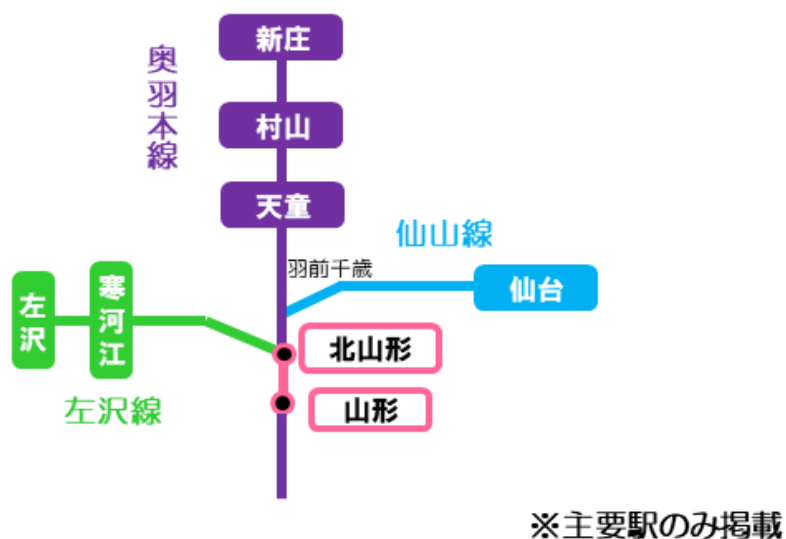 新庄
奥羽本線
村山
天童
仙山線
羽前千歳
仙台
左沢
寒河江
北山形
山形
左沢線
※主要駅のみ掲載